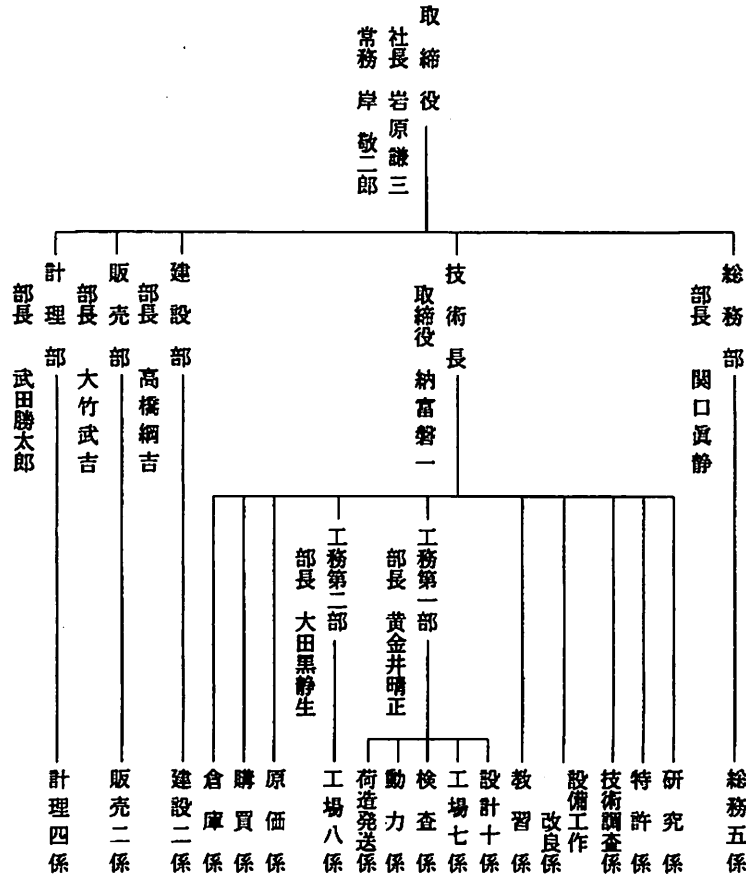 取締役
社長 岩原謙三
常務 岸敬二郎
総務部
部長 関口眞静
技術長
取締役 納富磐一
建設部
部長 高橋綱吉
販売部
部長 大竹武吉
計理部
部長 武田勝太郎
工務第一部
部長 黄金井晴正
工務第二部
部長 大田黒静生
総務五係
研究係
特許係
技術調査係
設備工作
改良係
教習係
設計十係
工場七係
検査係
動力係
荷造発送係
工場八係
原価係
購買係
倉庫係
建設二係
販売二係
計理四係